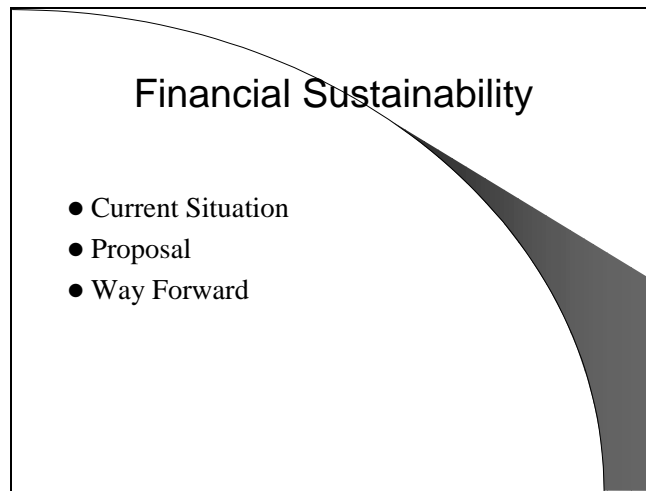 Financial Sustainability
● Current Situation
● Proposal
● Way Forward